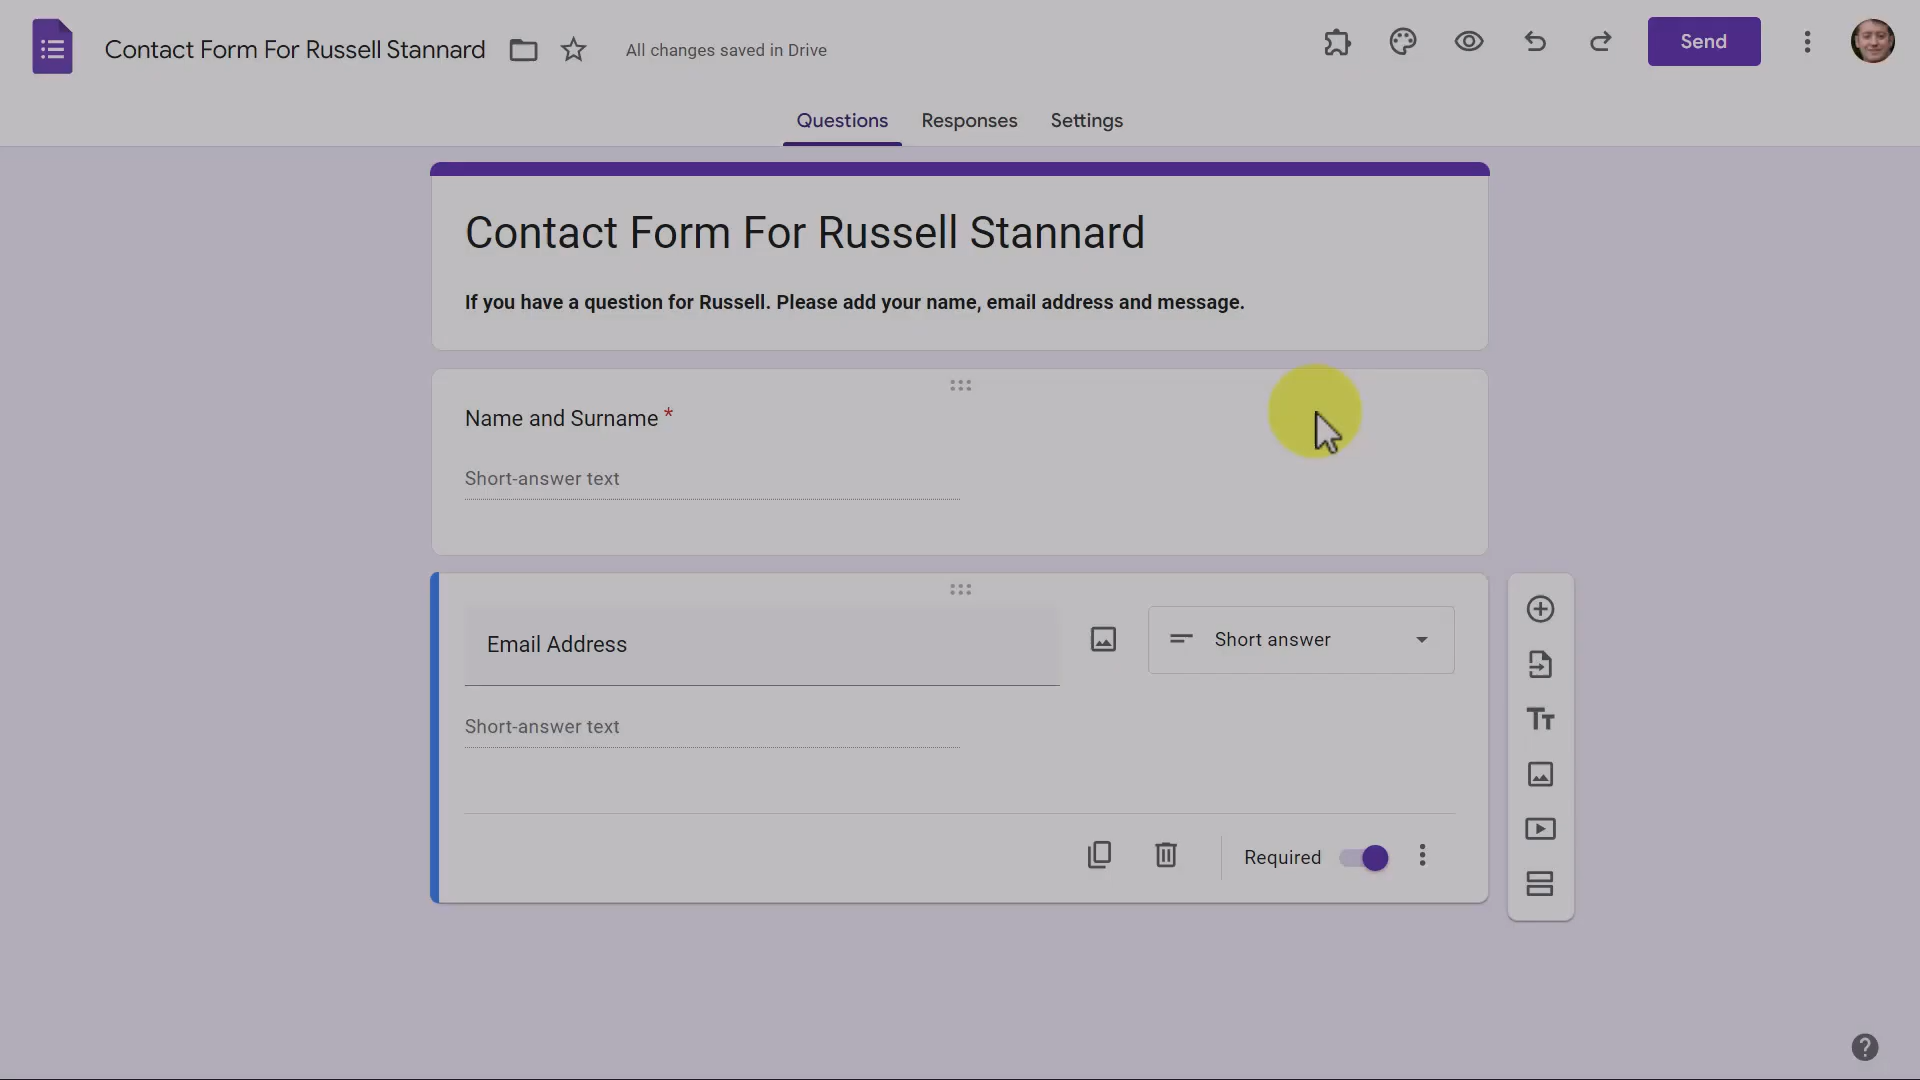 Contact Form For Russell Stannard
All changes saved in Drive
Send
Questions
Responses
Settings
Contact Form For Russell Stannard
If you have a question for Russell. Please add your name, email address and message.
Name and Surname *
Short-answer text
Email Address
Short answer
Short-answer text
Required